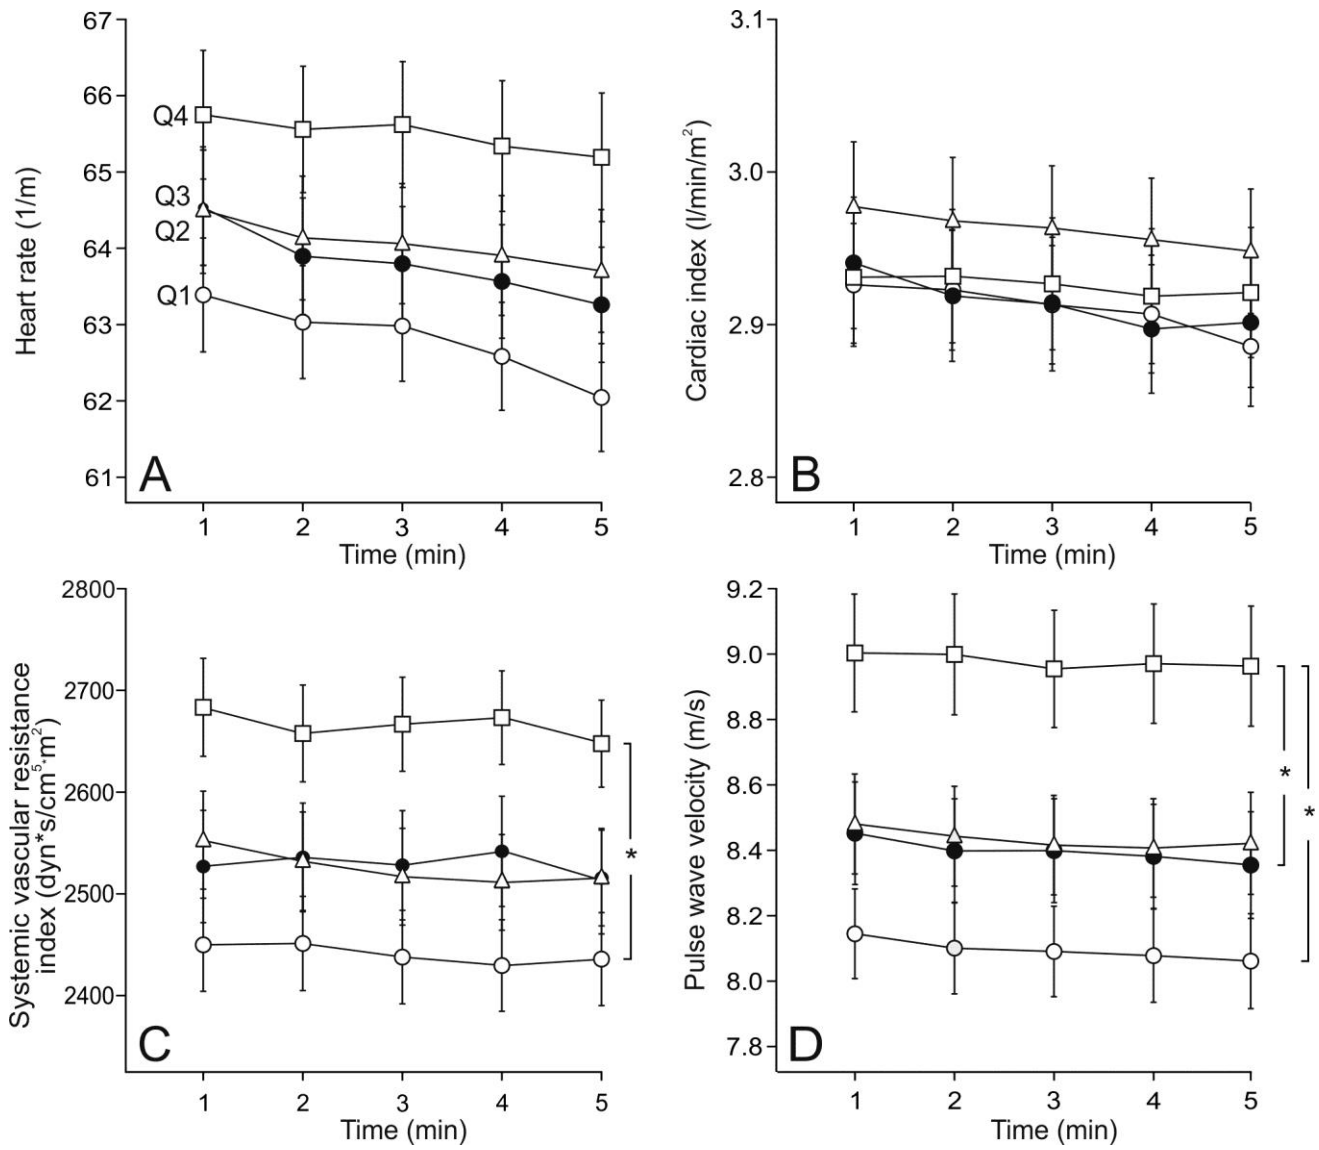 67
66
65
64
63
62
61
Heart rate (1/m)
Q4
Q3
Q2
Q1
A
1 2 3 4 5
Time (min)
3.1
3.0
2.9
2.8
Cardiac index (l/min/m²)
B
1 2 3 4 5
Time (min)
2800
2700
2600
2500
2400
Systemic vascular resistance
index (dyn*s/cm⁵·m²)
*
C
1 2 3 4 5
Time (min)
9.2
9.0
8.8
8.6
8.4
8.2
8.0
7.8
Pulse wave velocity (m/s)
*
*
D
1 2 3 4 5
Time (min)